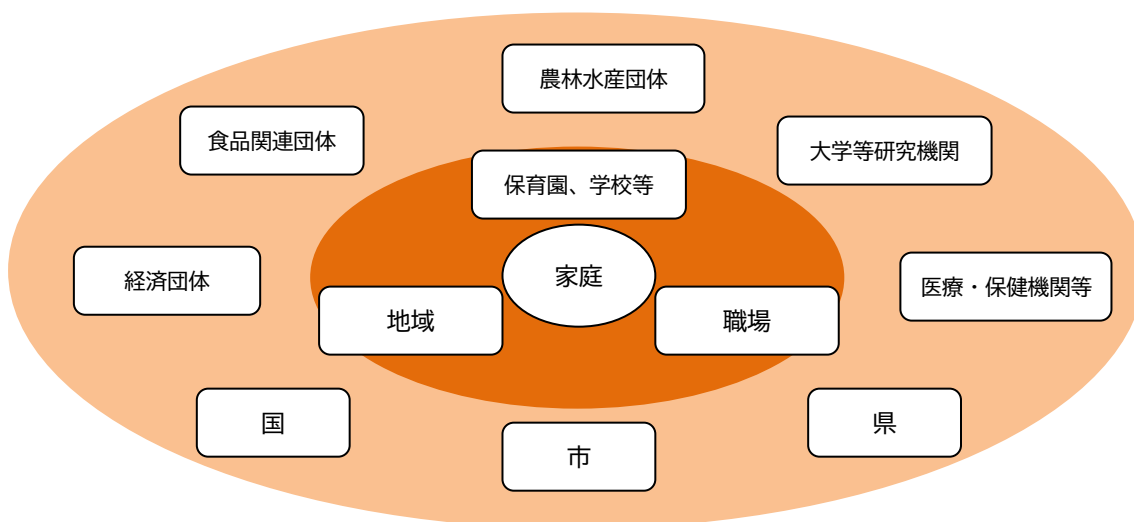 農林水産団体
食品関連団体
大学等研究機関
保育園、学校等
経済団体
家庭
医療・保健機関等
地域
職場
国
市
県